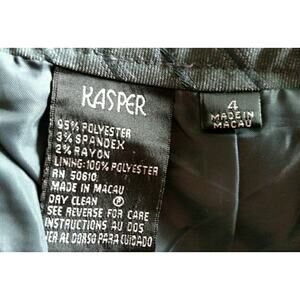 KASPER
95% POLYESTER
3% SPANDEX
2% RAYON
LINING: 100% POLYESTER
RN 50610
MADE IN MACAU
DRY CLEAN Ⓟ
SEE REVERSE FOR CARE
INSTRUCTIONS AU DOS
VER AL DORSO PARA CUIDADO
4
MADE IN
MACAU